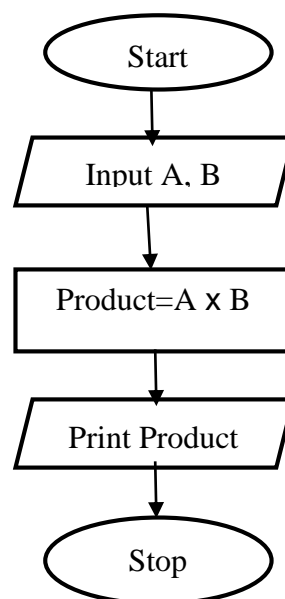 Start
Input A, B
Product=A x B
Print Product
Stop